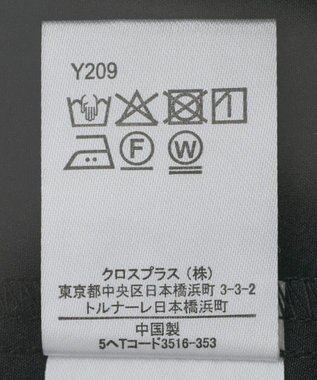 Y209
F
W
クロスプラス（株）
東京都中央区日本橋浜町 3-3-2
トルナーレ日本橋浜町
中国製
5ヘTコード3516-353